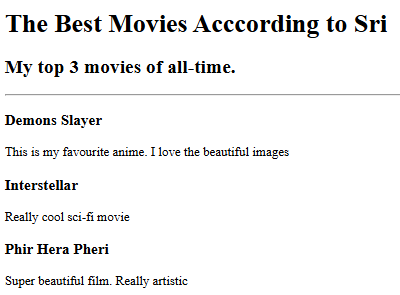 The Best Movies Acccording to Sri
My top 3 movies of all-time.
Demons Slayer
This is my favourite anime. I love the beautiful images
Interstellar
Really cool sci-fi movie
Phir Hera Pheri
Super beautiful film. Really artistic